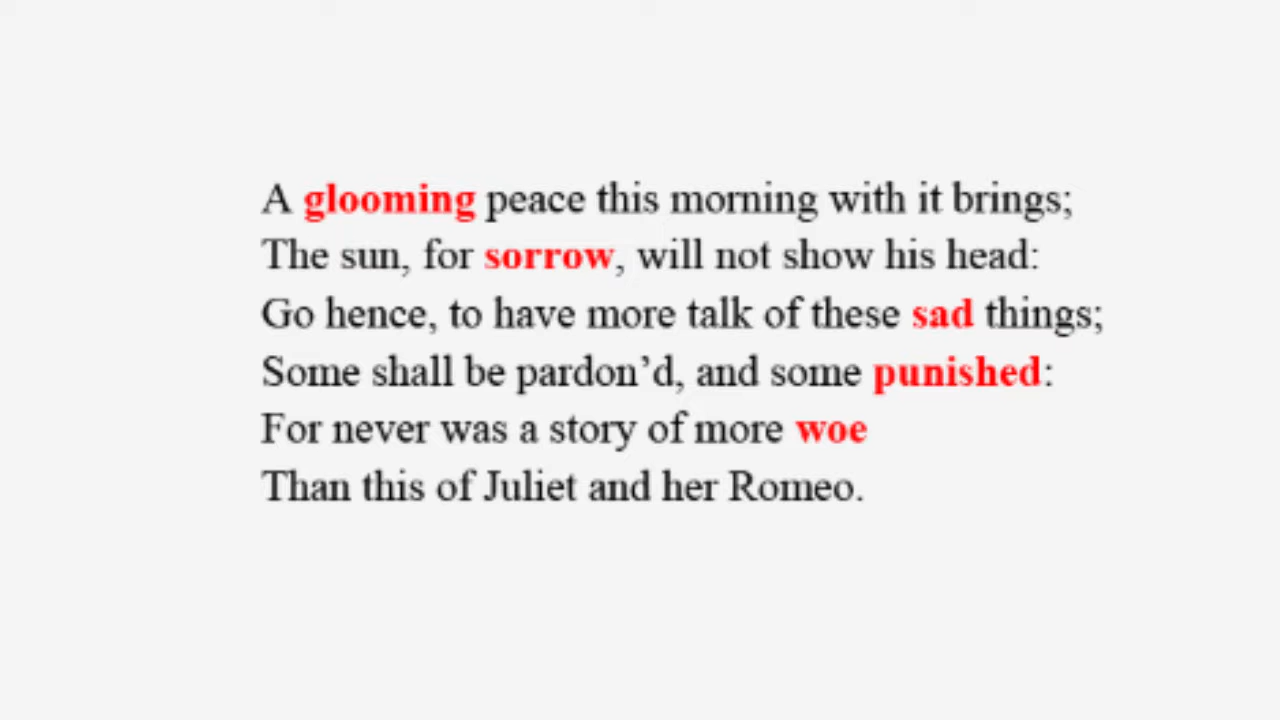 A glooming peace this morning with it brings;
The sun, for sorrow, will not show his head:
Go hence, to have more talk of these sad things;
Some shall be pardon’d, and some punished:
For never was a story of more woe
Than this of Juliet and her Romeo.